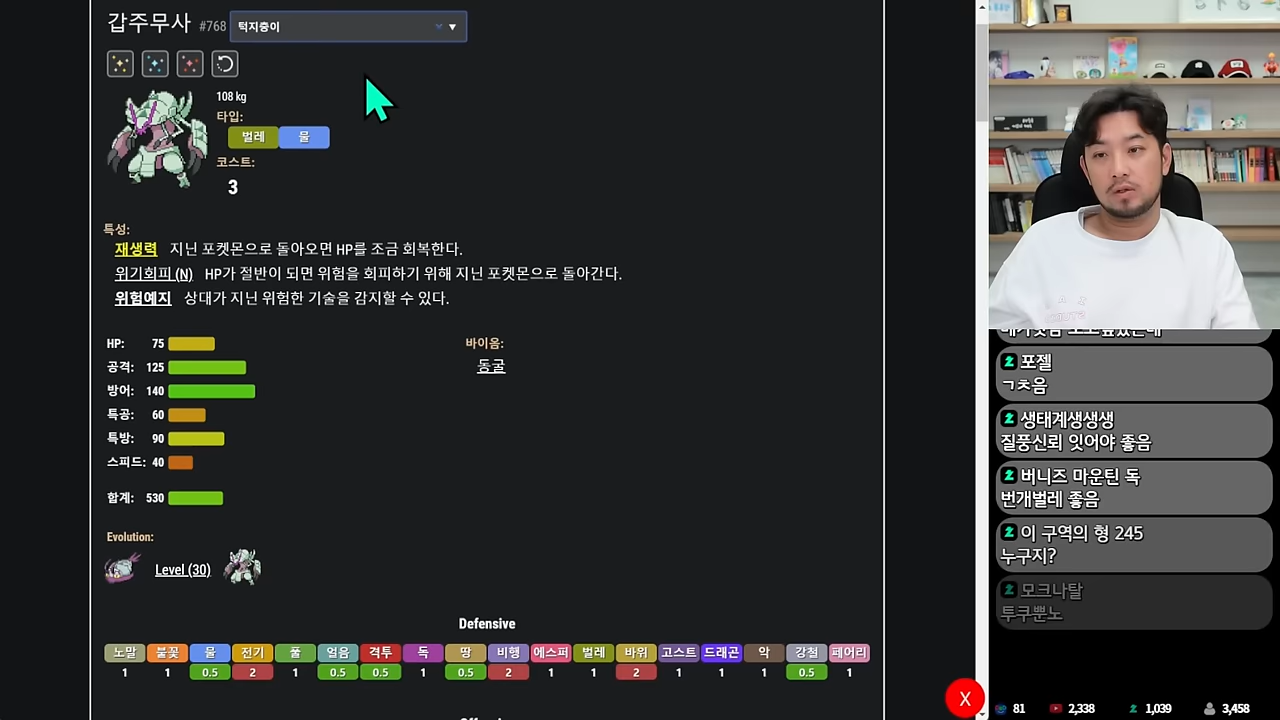 갑주무사 #768 턱지충이
108 kg
타입:
벌레 물
코스트:
3
특성:
재생력 지닌 포켓몬으로 돌아오면 HP를 조금 회복한다.
위기회피 (N) HP가 절반이 되면 위험을 회피하기 위해 지닌 포켓몬으로 돌아간다.
위험예지 상대가 지닌 위험한 기술을 감지할 수 있다.
HP: 75
공격: 125
방어: 140
특공: 60
특방: 90
스피드: 40
합계: 530
바이옴:
동굴
Evolution:
Level (30)
Defensive
노말 불꽃 물 전기 풀 얼음 격투 독 땅 비행 에스퍼 벌레 바위 고스트 드래곤 악 강철 페어리
1 1 0.5 2 1 0.5 0.5 1 0.5 2 1 1 2 1 1 1 0.5 1
포젤
ㄱㅊ음
생태계생생생
질풍신뢰 잇어야 좋음
버니즈 마운틴 독
번개벌레 좋음
이 구역의 형 245
누구지?
모크나탈
투쿠뿐노
X
81 2,338 1,039 3,458